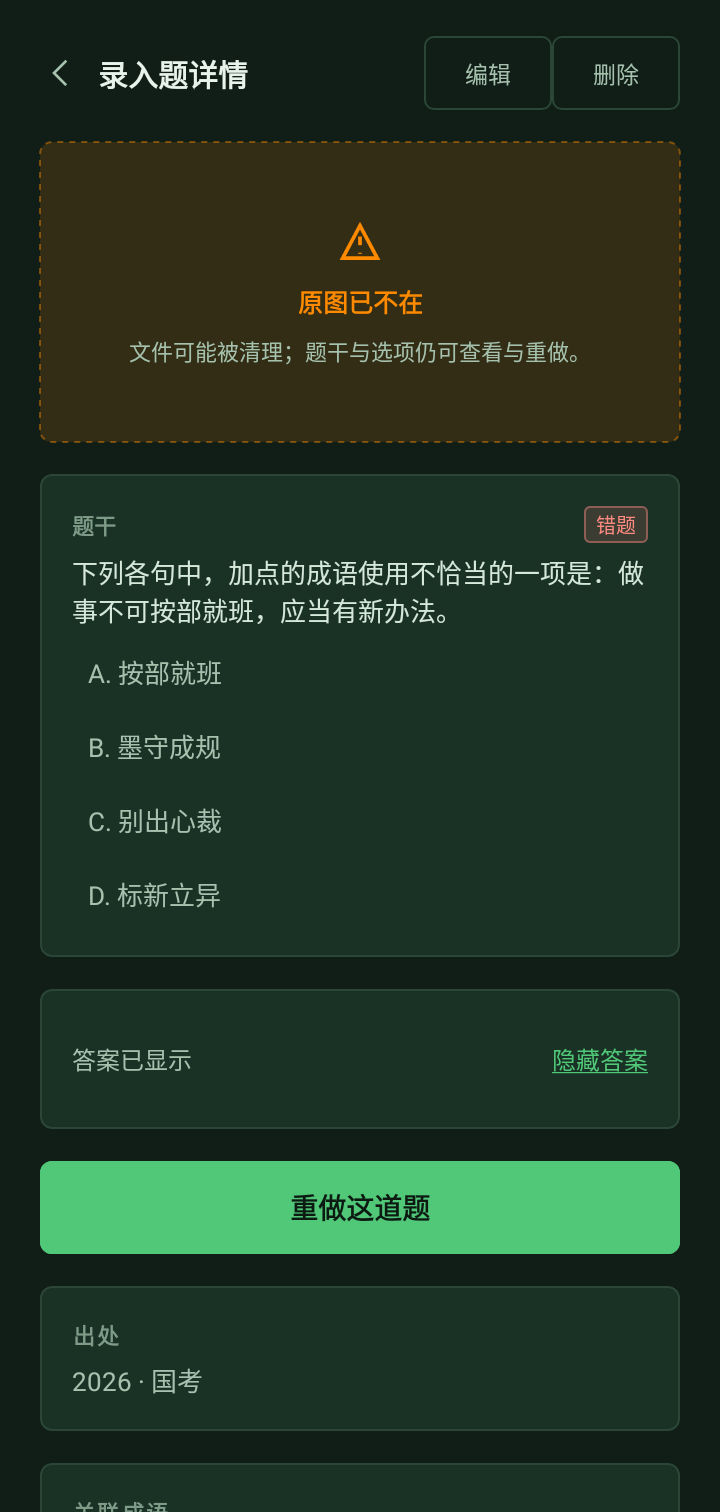 录入题详情
编辑
删除
原图已不在
文件可能被清理；题干与选项仍可查看与重做。
题干
错题
下列各句中，加点的成语使用不恰当的一项是：做
事不可按部就班，应当有新办法。
A. 按部就班
B. 墨守成规
C. 别出心裁
D. 标新立异
答案已显示
隐藏答案
重做这道题
出处
2026 · 国考
关联成语